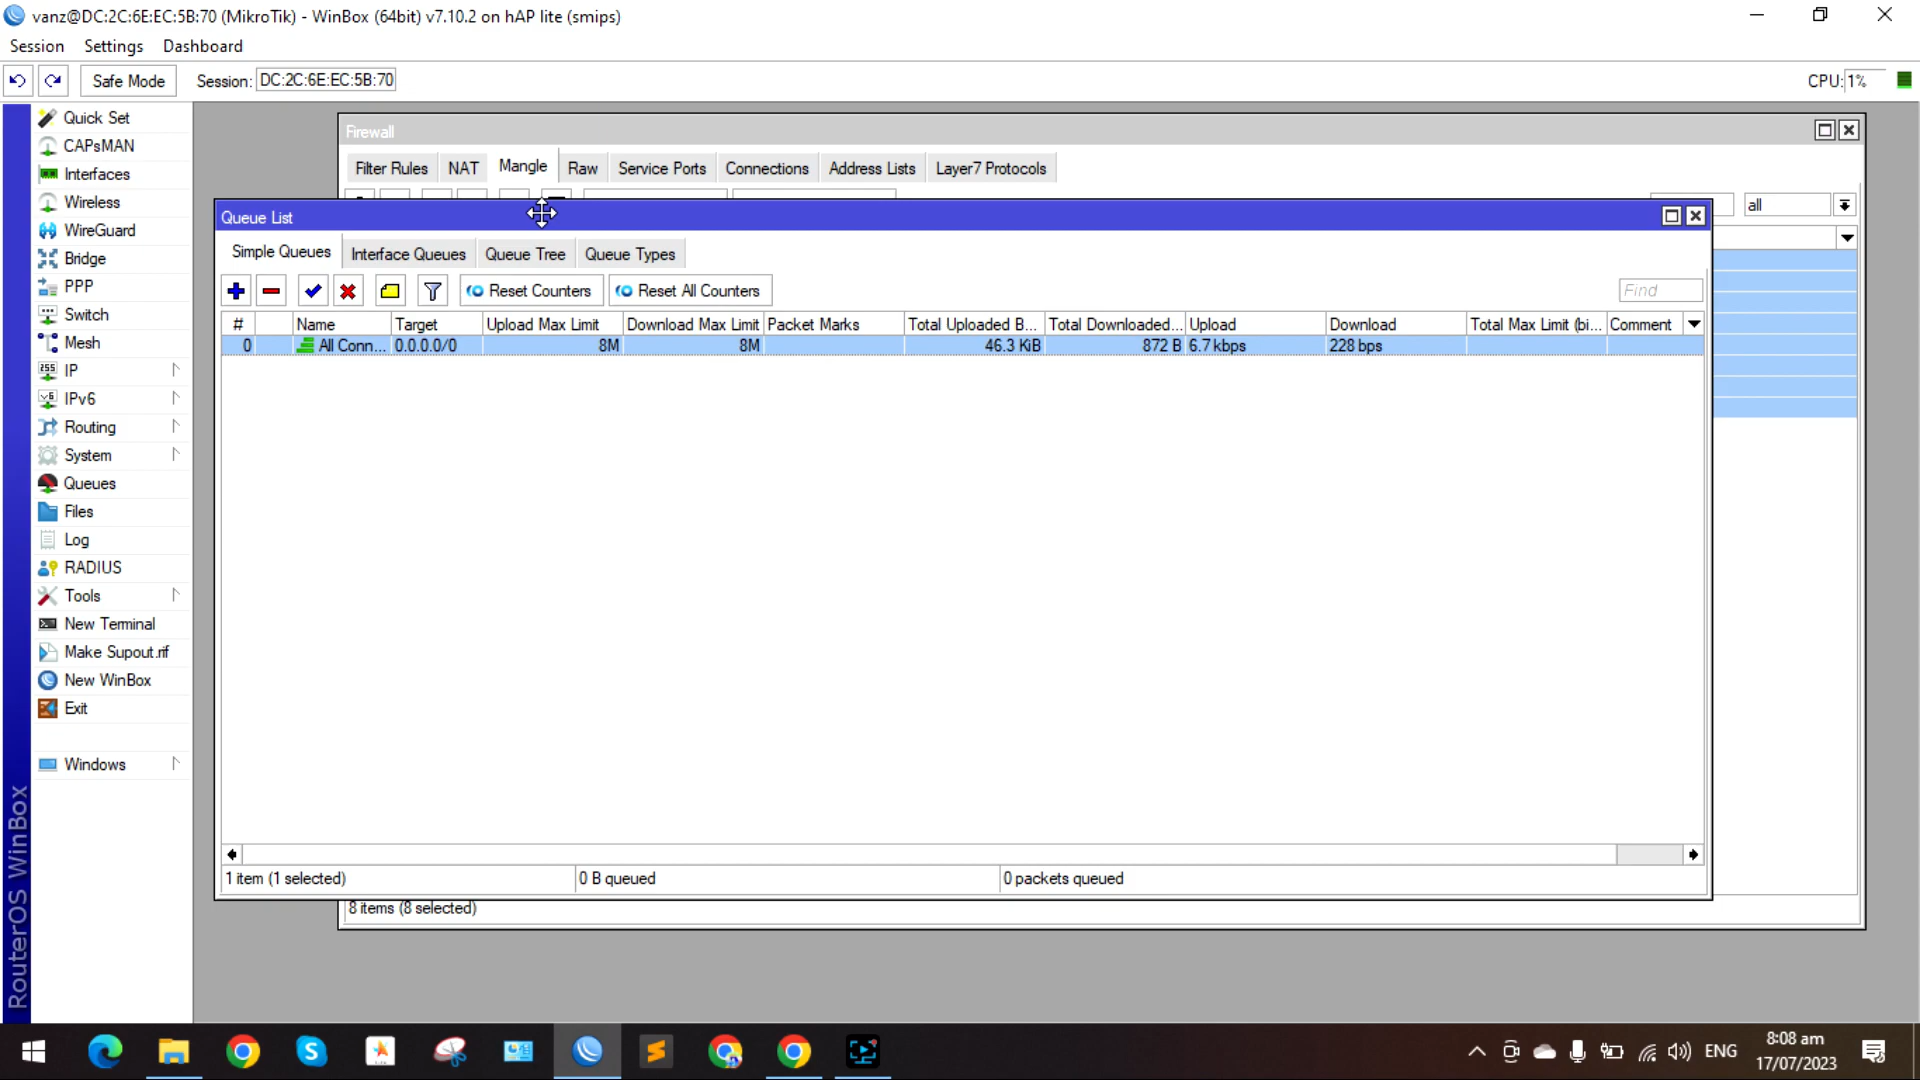 vanz@DC:2C:6E:EC:5B:70 (MikroTik) - WinBox (64bit) v7.10.2 on hAP lite (smips)
Session Settings Dashboard
Safe Mode Session: DC:2C:6E:EC:5B:70 CPU: 1%
Quick Set
CAPsMAN
Interfaces
Wireless
WireGuard
Bridge
PPP
Switch
Mesh
IP
IPv6
Routing
System
Queues
Files
Log
RADIUS
Tools
New Terminal
Make Supout.rif
New WinBox
Exit
Windows
RouterOS WinBox
Firewall
Filter Rules NAT Mangle Raw Service Ports Connections Address Lists Layer7 Protocols
all
Queue List
Simple Queues Interface Queues Queue Tree Queue Types
Reset Counters Reset All Counters Find
# Name Target Upload Max Limit Download Max Limit Packet Marks Total Uploaded B... Total Downloaded... Upload Download Total Max Limit (bi... Comment
0 All Conn... 0.0.0.0/0 8M 8M 46.3 KiB 872 B 6.7 kbps 228 bps
1 item (1 selected) 0 B queued 0 packets queued
8 items (8 selected)
ENG
8:08 am
17/07/2023